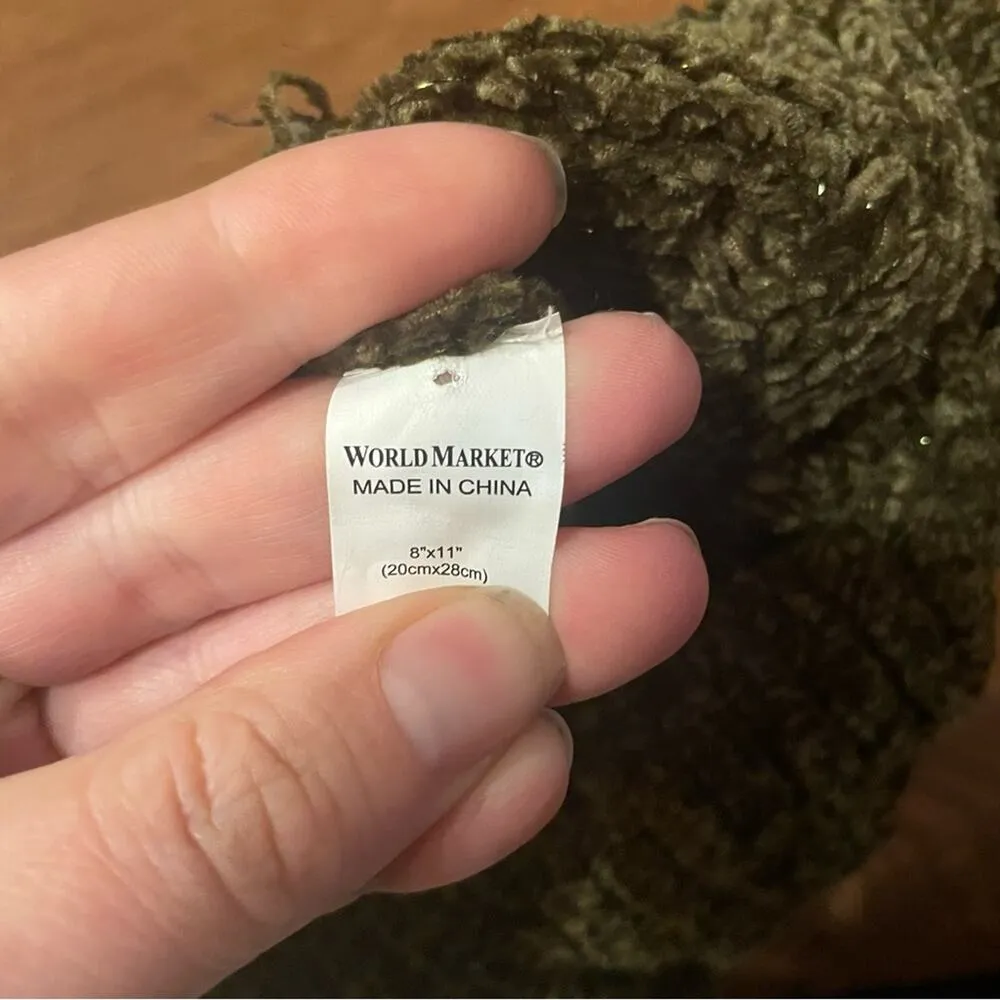 WORLD MARKET®
MADE IN CHINA
8"x11"
(20cmx28cm)